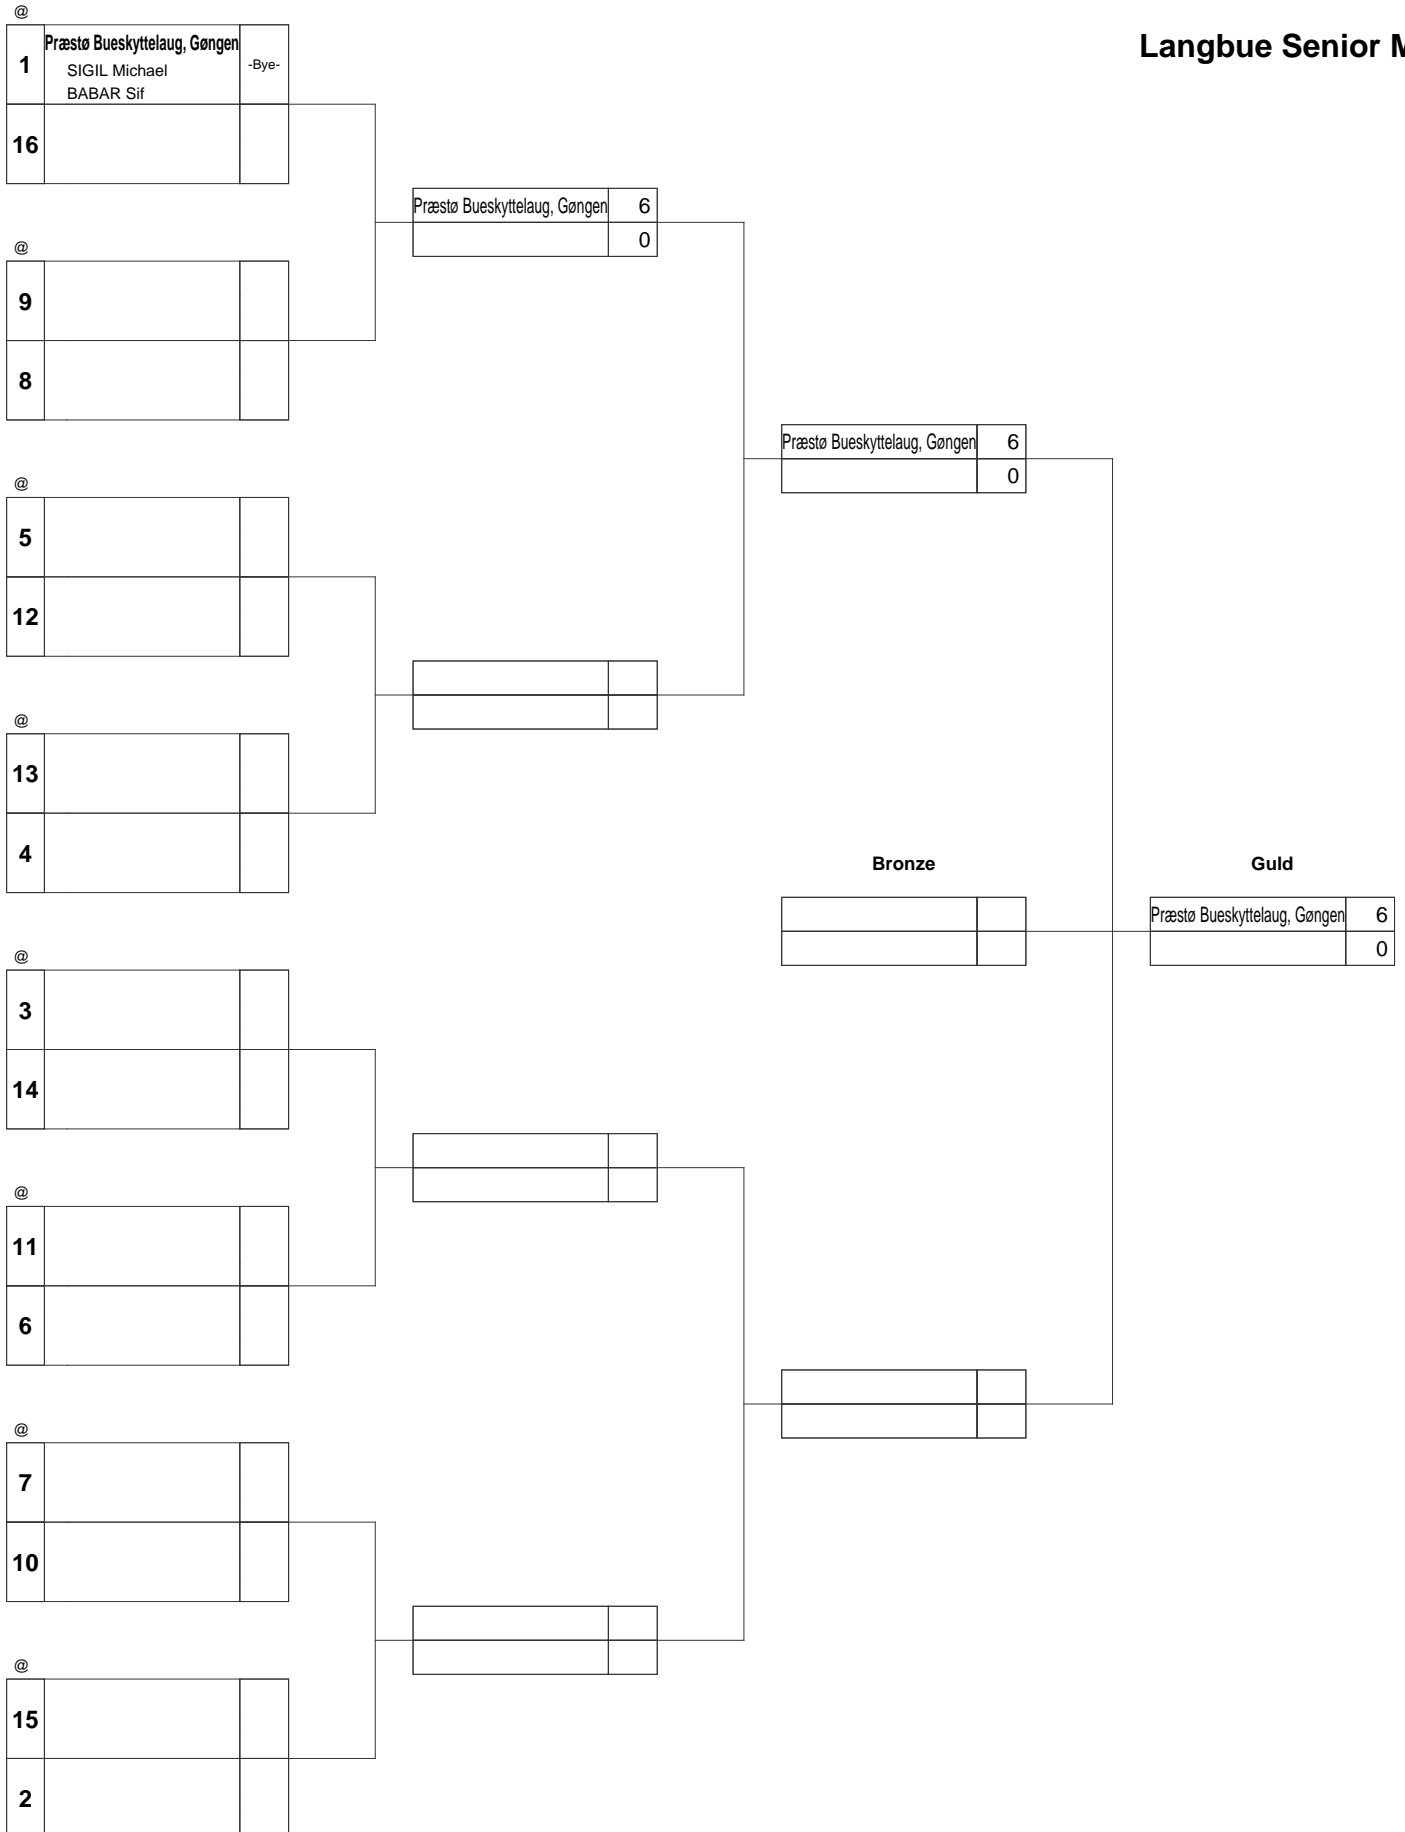 @
Langbue Senior M
1 Præstø Bueskyttelaug, Gøngen -Bye-
SIGIL Michael
BABAR Sif
16
Præstø Bueskyttelaug, Gøngen 6
0
@
9
8
Præstø Bueskyttelaug, Gøngen 6
0
@
5
12
@
13
4
Bronze
Guld
Præstø Bueskyttelaug, Gøngen 6
0
@
3
14
@
11
6
@
7
10
@
15
2